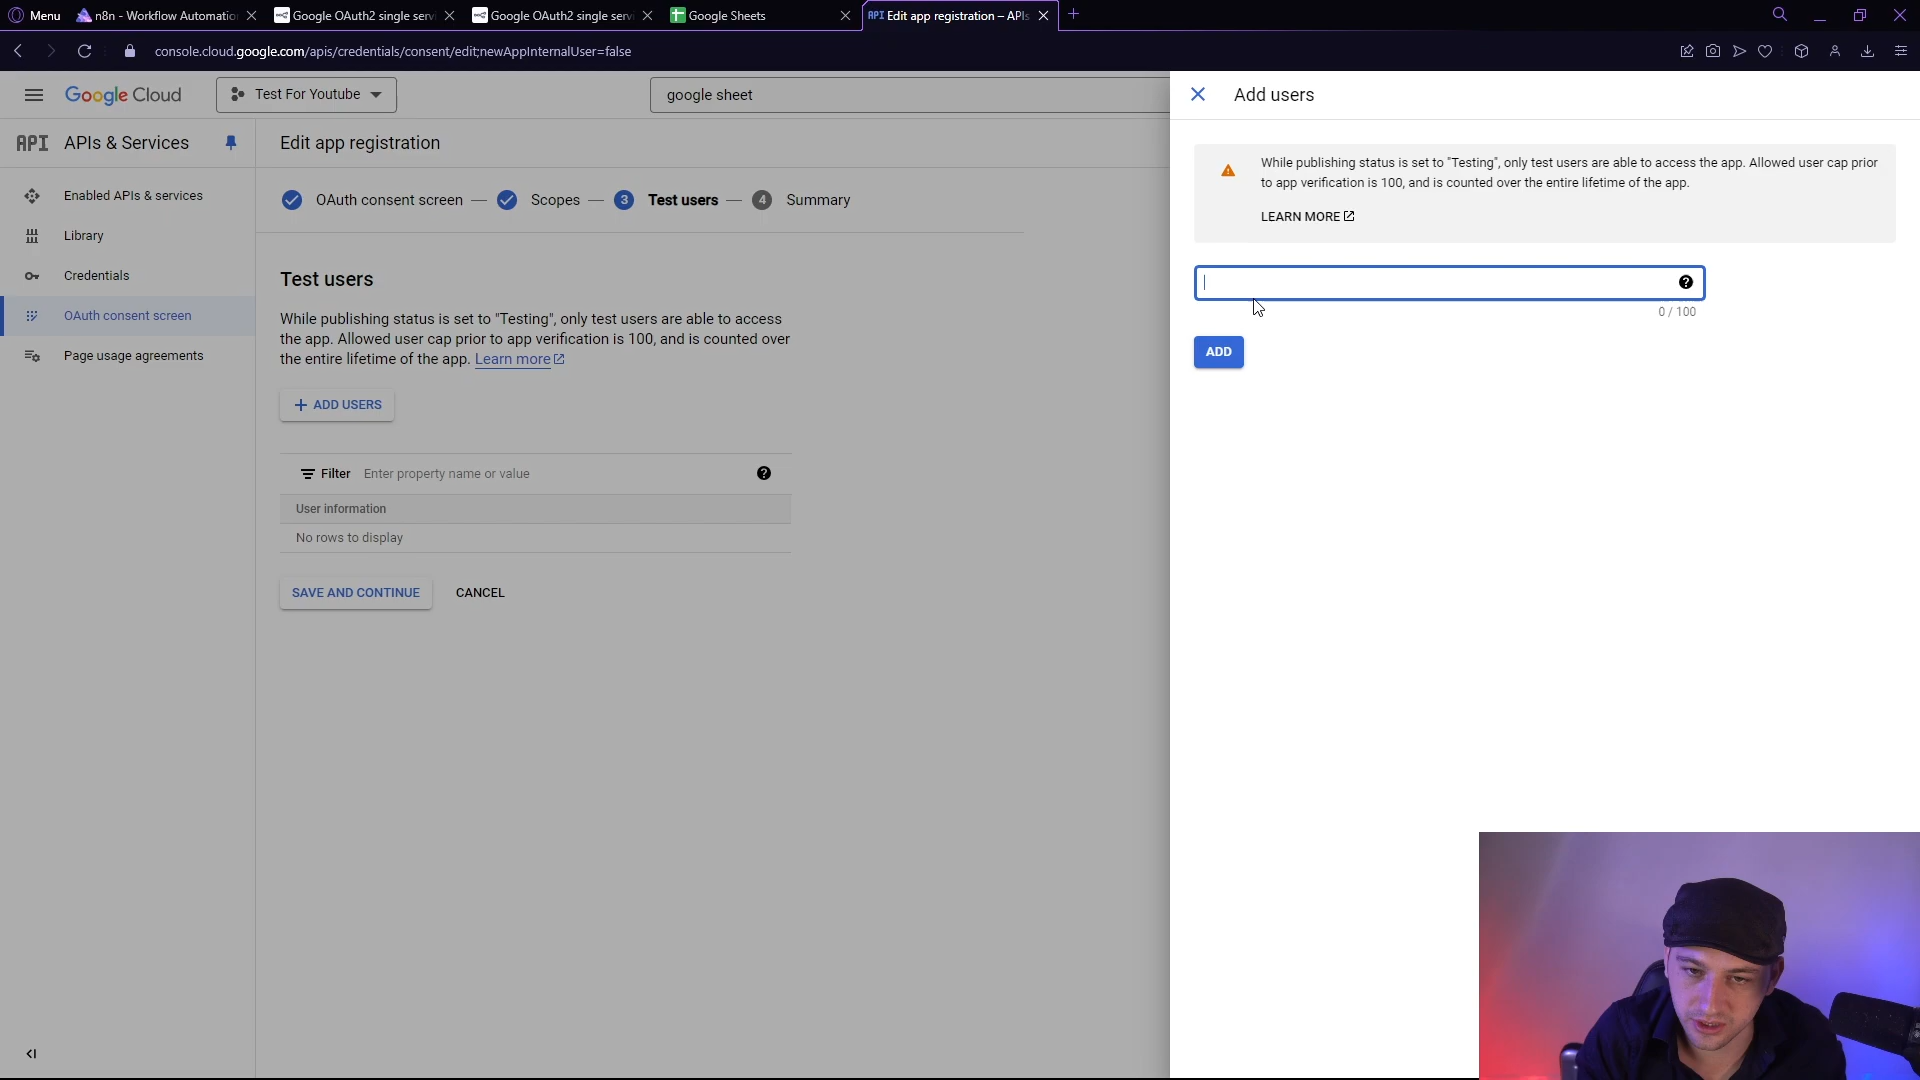 Menu
n8n - Workflow Automatio
Google OAuth2 single servi
Google OAuth2 single servi
Google Sheets
API Edit app registration – APIs
console.cloud.google.com/apis/credentials/consent/edit;newAppInternalUser=false
Google Cloud
Test For Youtube
google sheet
Add users
API APIs & Services
Edit app registration
Enabled APIs & services
Library
Credentials
OAuth consent screen
Page usage agreements
OAuth consent screen — Scopes — 3 Test users — 4 Summary
Test users
While publishing status is set to "Testing", only test users are able to access
the app. Allowed user cap prior to app verification is 100, and is counted over
the entire lifetime of the app. Learn more
+ ADD USERS
Filter Enter property name or value
User information
No rows to display
SAVE AND CONTINUE CANCEL
While publishing status is set to "Testing", only test users are able to access the app. Allowed user cap prior
to app verification is 100, and is counted over the entire lifetime of the app.
LEARN MORE
0 / 100
ADD